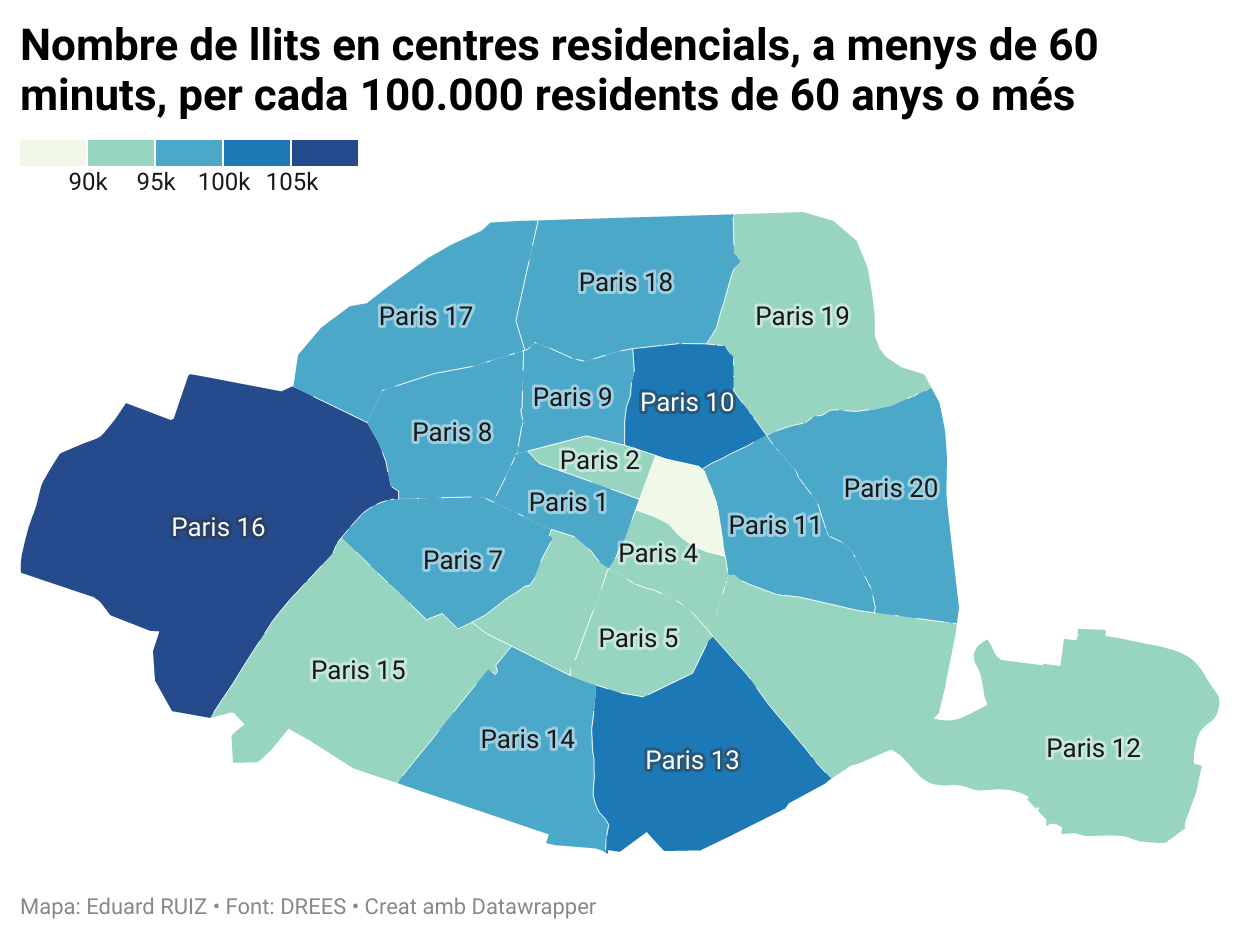 Nombre de llits en centres residencials, a menys de 60
minuts, per cada 100.000 residents de 60 anys o més
90k 95k 100k 105k
Paris 18
Paris 17
Paris 19
Paris 9
Paris 10
Paris 8
Paris 2
Paris 20
Paris 1
Paris 16
Paris 11
Paris 4
Paris 7
Paris 5
Paris 15
Paris 14
Paris 12
Paris 13
Mapa: Eduard RUIZ • Font: DREES • Creat amb Datawrapper